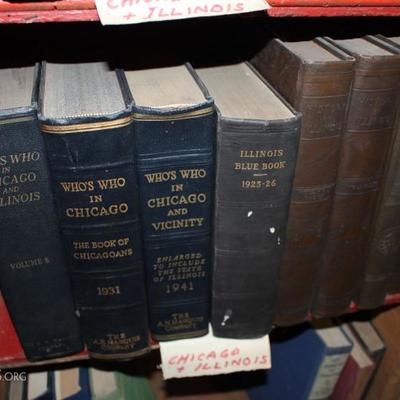 CHICAGO
+ ILLINOIS
WHO'S WHO
IN
CHICAGO
AND
ILLINOIS
VOLUME 8
WHO'S WHO
IN
CHICAGO
THE BOOK OF
CHICAGOANS
1931
THE
A.N. MARQUIS
COMPANY
WHO'S WHO
IN
CHICAGO
AND
VICINITY
ENLARGED
TO INCLUDE
THE STATE
OF ILLINOIS
1941
THE
A.N. MARQUIS
COMPANY
ILLINOIS
BLUE BOOK
1925-26
CHICAGO
+ ILLINOIS
S.ORG